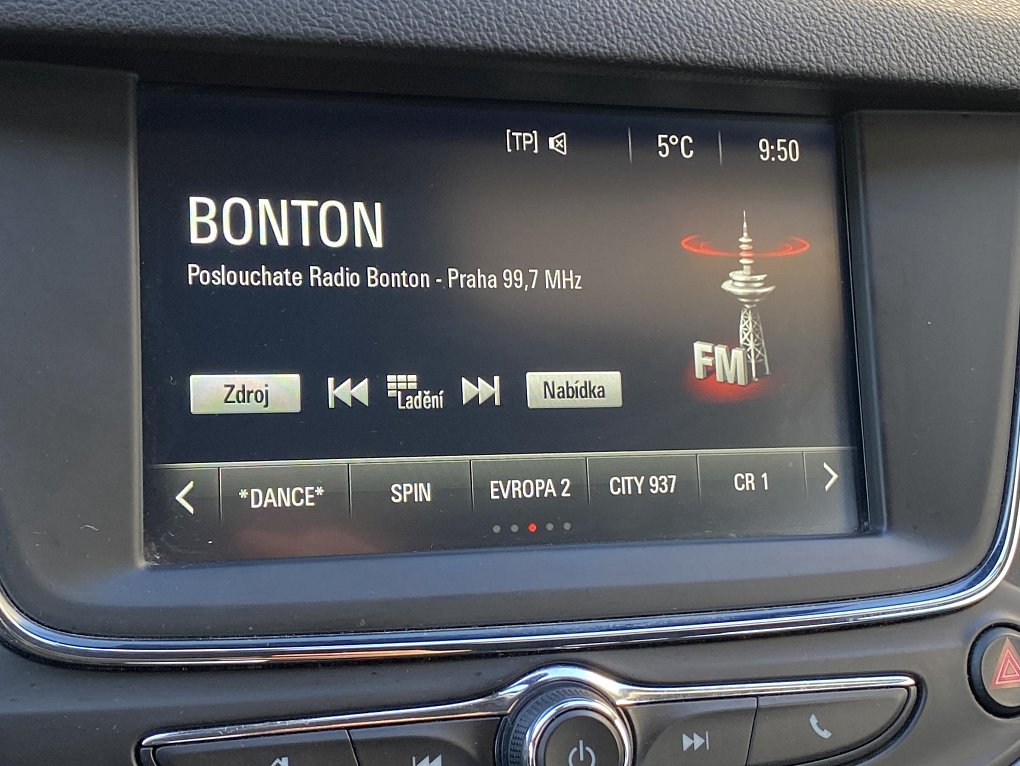 [TP] 5°C 9:50
BONTON
Poslouchate Radio Bonton - Praha 99,7 MHz
FM
Zdroj Ladění Nabídka
*DANCE* SPIN EVROPA 2 CITY 937 CR 1